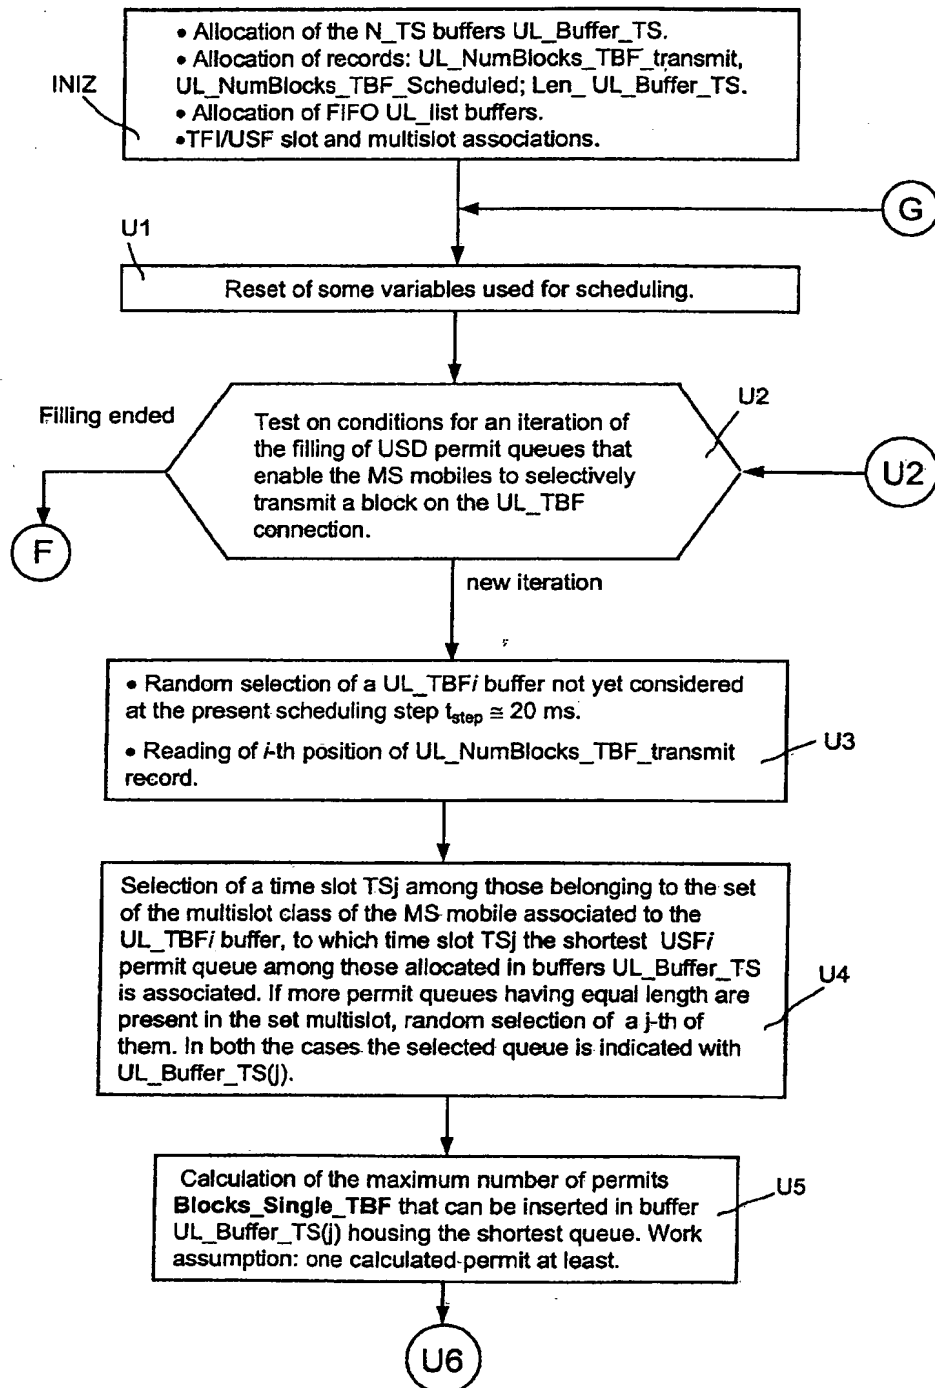 • Allocation of the N_TS buffers UL_Buffer_TS.
• Allocation of records: UL_NumBlocks_TBF_transmit,
UL_NumBlocks_TBF_Scheduled; Len_ UL_Buffer_TS.
• Allocation of FIFO UL_list buffers.
•TFI/USF slot and multislot associations.
INIZ
G
U1
Reset of some variables used for scheduling.
Filling ended
U2
Test on conditions for an iteration of
the filling of USD permit queues that
enable the MS mobiles to selectively
transmit a block on the UL_TBF
connection.
U2
F
new iteration
• Random selection of a UL_TBFi buffer not yet considered
at the present scheduling step tstep ≅ 20 ms.
• Reading of i-th position of UL_NumBlocks_TBF_transmit
record.
U3
Selection of a time slot TSj among those belonging to the set
of the multislot class of the MS mobile associated to the
UL_TBFi buffer, to which time slot TSj the shortest USFi
permit queue among those allocated in buffers UL_Buffer_TS
is associated. If more permit queues having equal length are
present in the set multislot, random selection of a j-th of
them. In both the cases the selected queue is indicated with
UL_Buffer_TS(j).
U4
Calculation of the maximum number of permits
Blocks_Single_TBF that can be inserted in buffer
UL_Buffer_TS(j) housing the shortest queue. Work
assumption: one calculated permit at least.
U5
U6